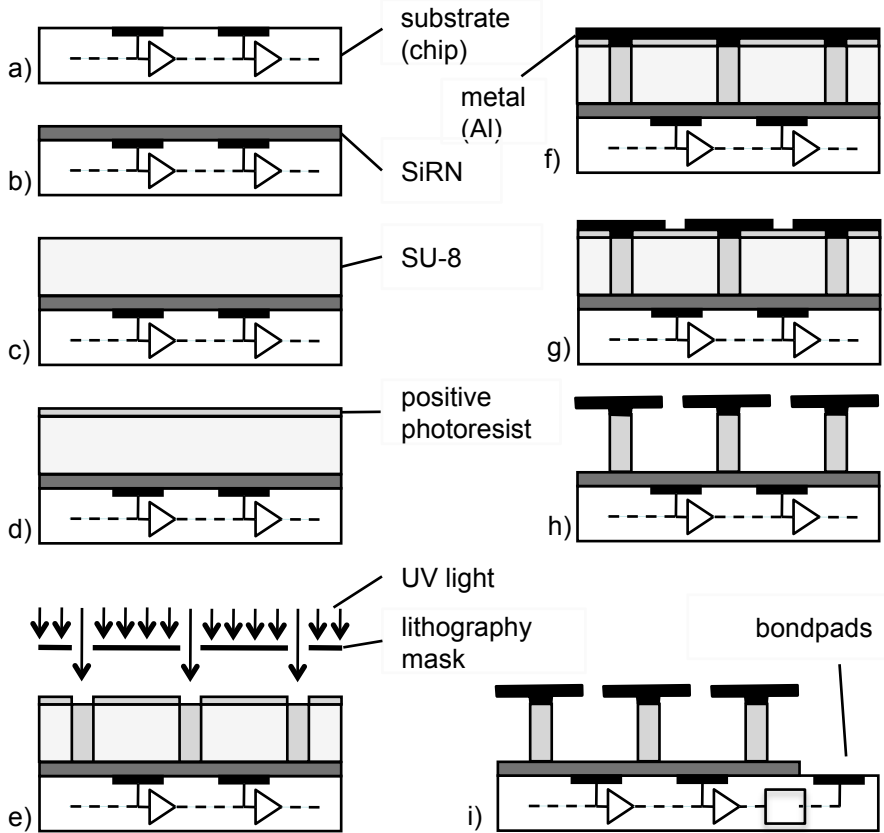 substrate
(chip)
a)
b)
SiRN
SU-8
c)
positive
photoresist
d)
UV light
lithography
mask
e)
metal
(Al)
f)
g)
h)
bondpads
i)